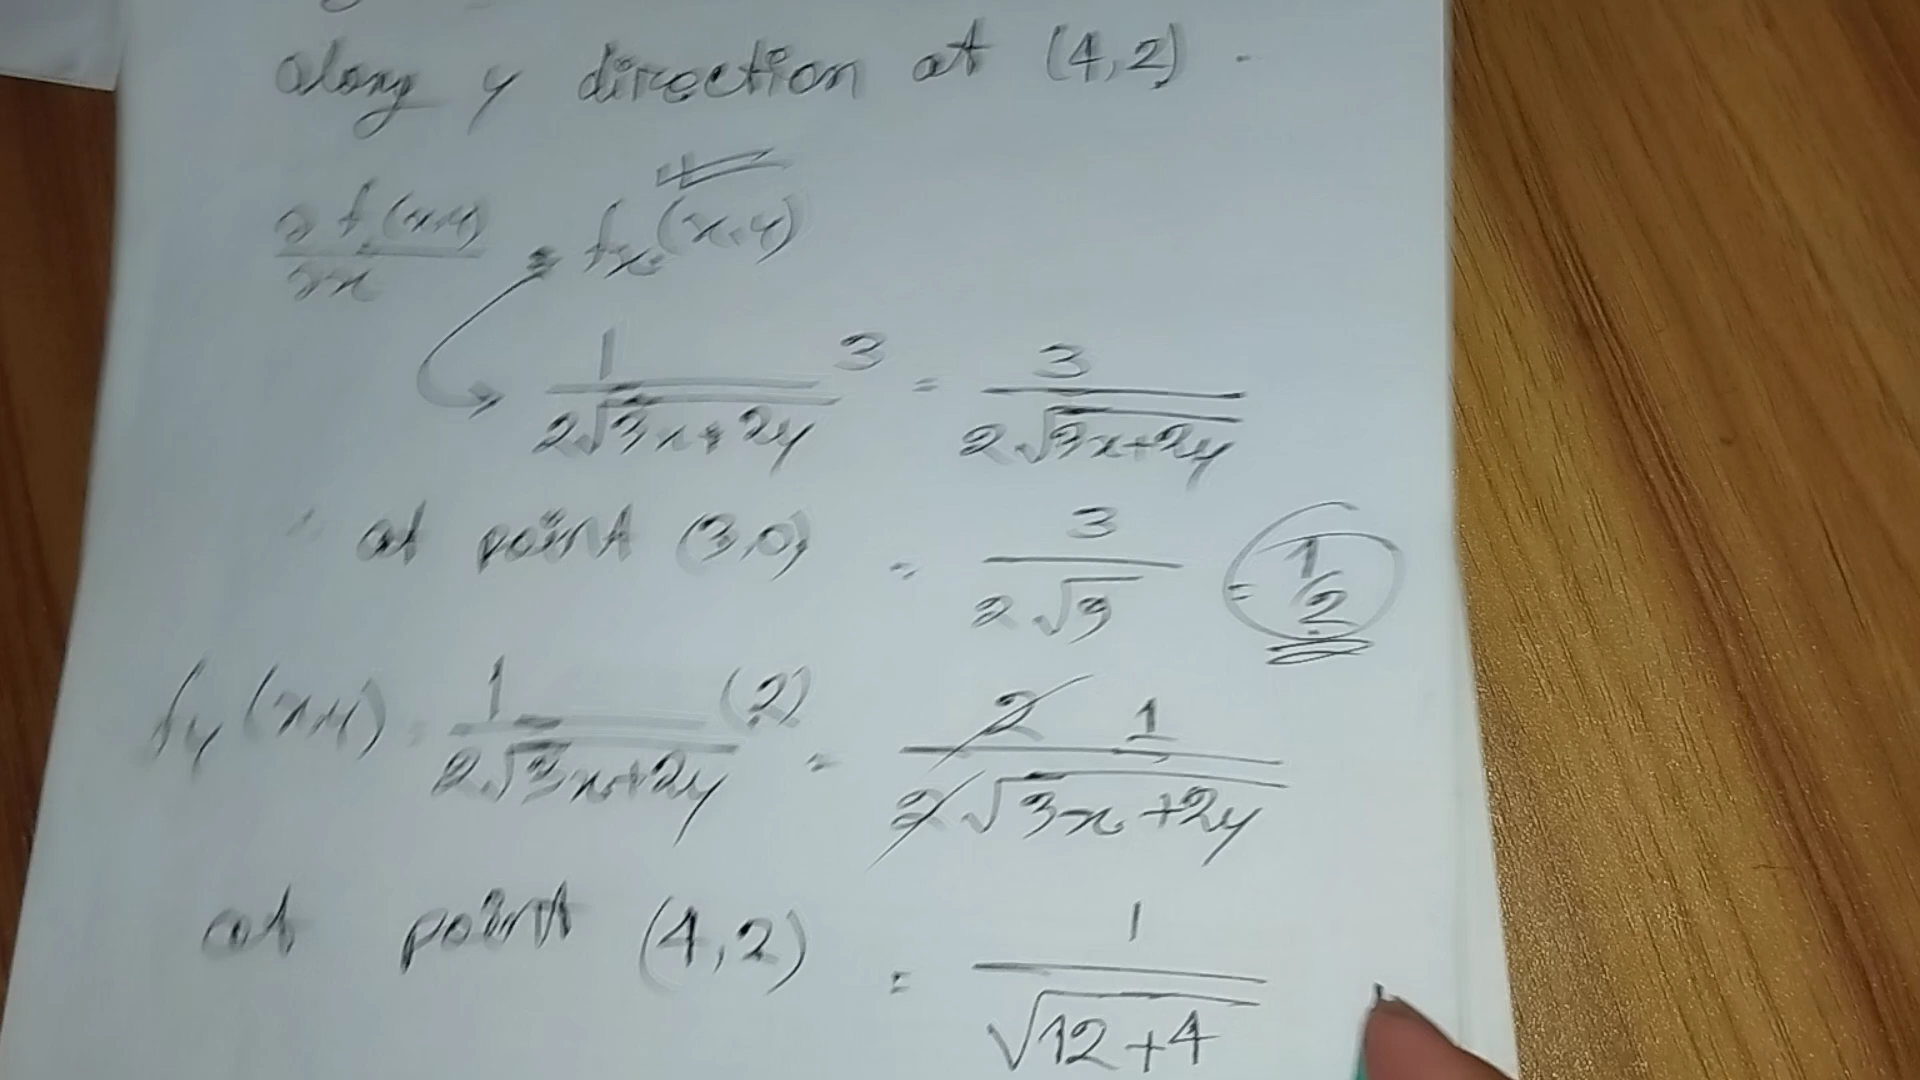 along y direction at (4,2).
∂f(x,y)/∂x = fx(x,y)
1/(2√(3x+2y)) 3 = 3/(2√(3x+2y))
at point (3,0) = 3/(2√9) = 1/2
fy(x,y) = 1/(2√(3x+2y)) (2) = 2 1/(2√(3x+2y))
at point (4,2) = 1/√(12+4)